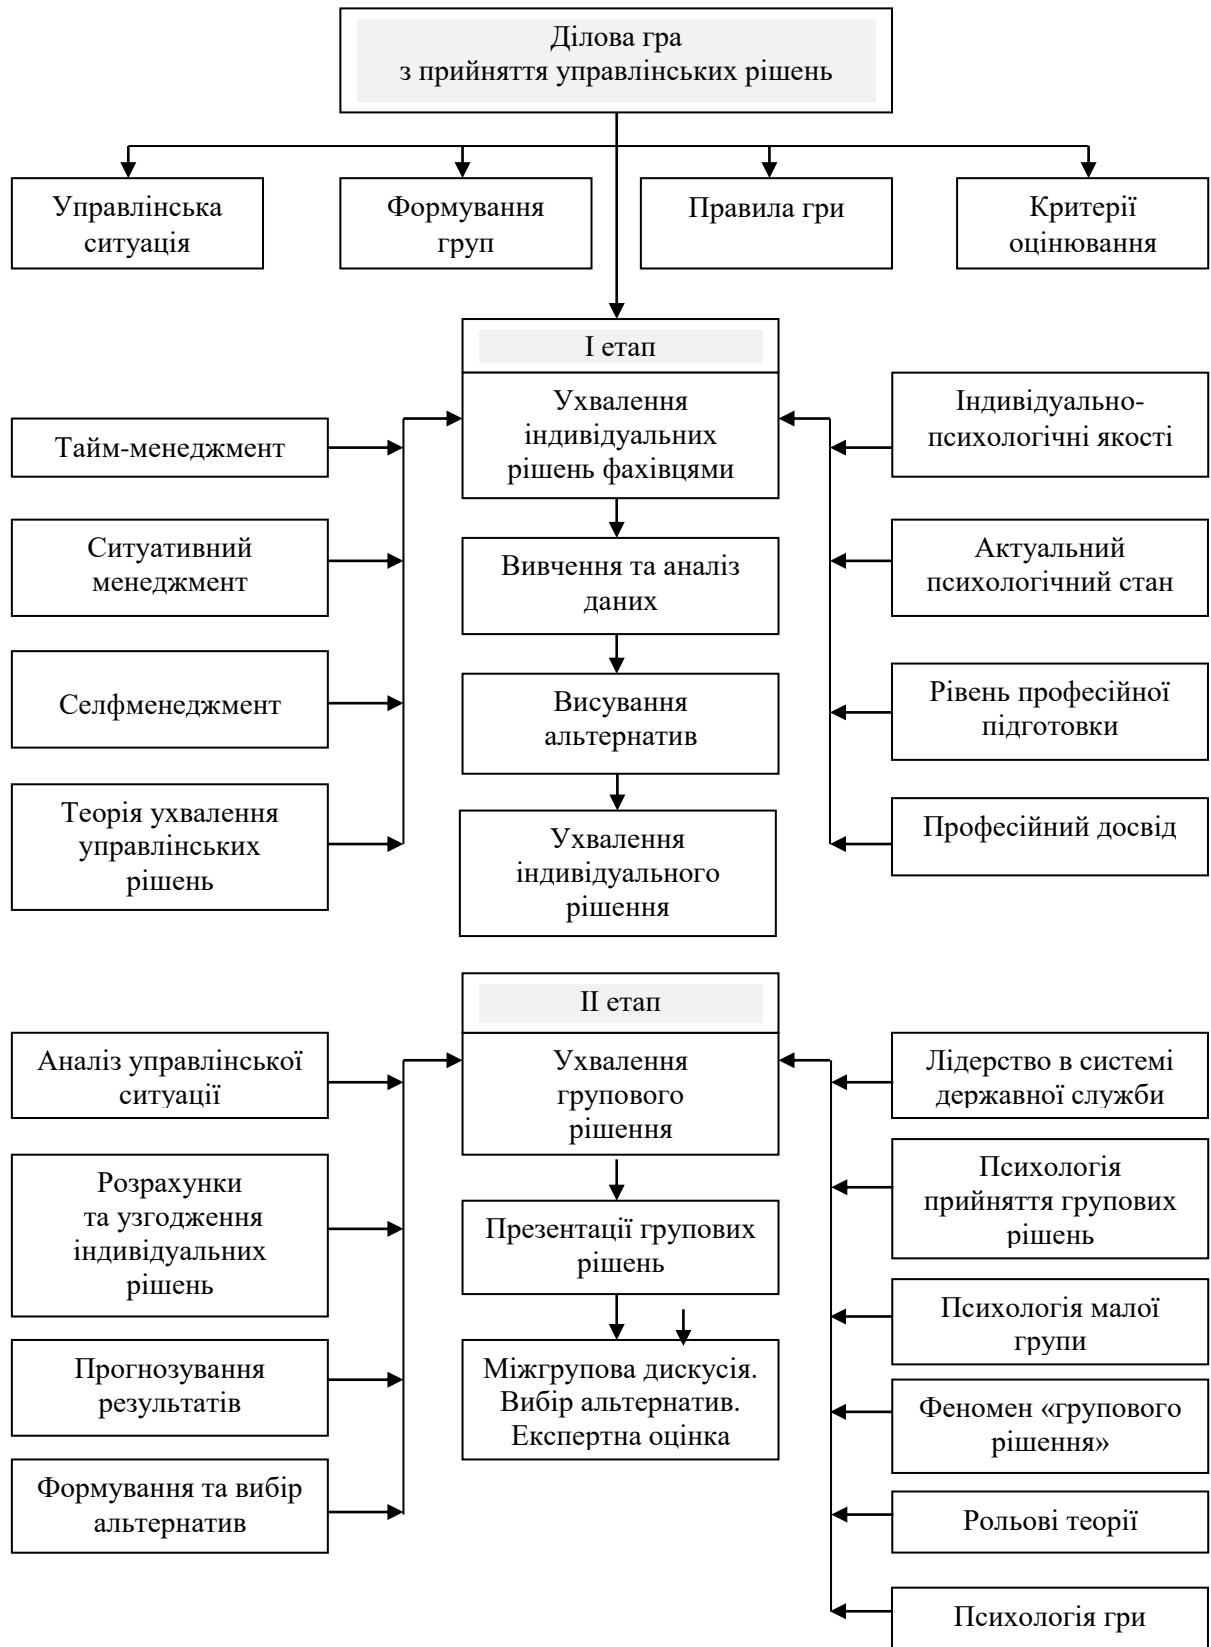 Ділова гра
з прийняття управлінських рішень
Управлінська
ситуація
Формування
груп
Правила гри
Критерії
оцінювання
І етап
Ухвалення
індивідуальних
рішень фахівцями
Тайм-менеджмент
Ситуативний
менеджмент
Селфменеджмент
Теорія ухвалення
управлінських
рішень
Вивчення та аналіз
даних
Висування
альтернатив
Ухвалення
індивідуального
рішення
Індивідуально-
психологічні якості
Актуальний
психологічний стан
Рівень професійної
підготовки
Професійний досвід
ІІ етап
Ухвалення
групового
рішення
Аналіз управлінської
ситуації
Розрахунки
та узгодження
індивідуальних
рішень
Прогнозування
результатів
Формування та вибір
альтернатив
Презентації групових
рішень
Міжгрупова дискусія.
Вибір альтернатив.
Експертна оцінка
Лідерство в системі
державної служби
Психологія
прийняття групових
рішень
Психологія малої
групи
Феномен «групового
рішення»
Рольові теорії
Психологія гри